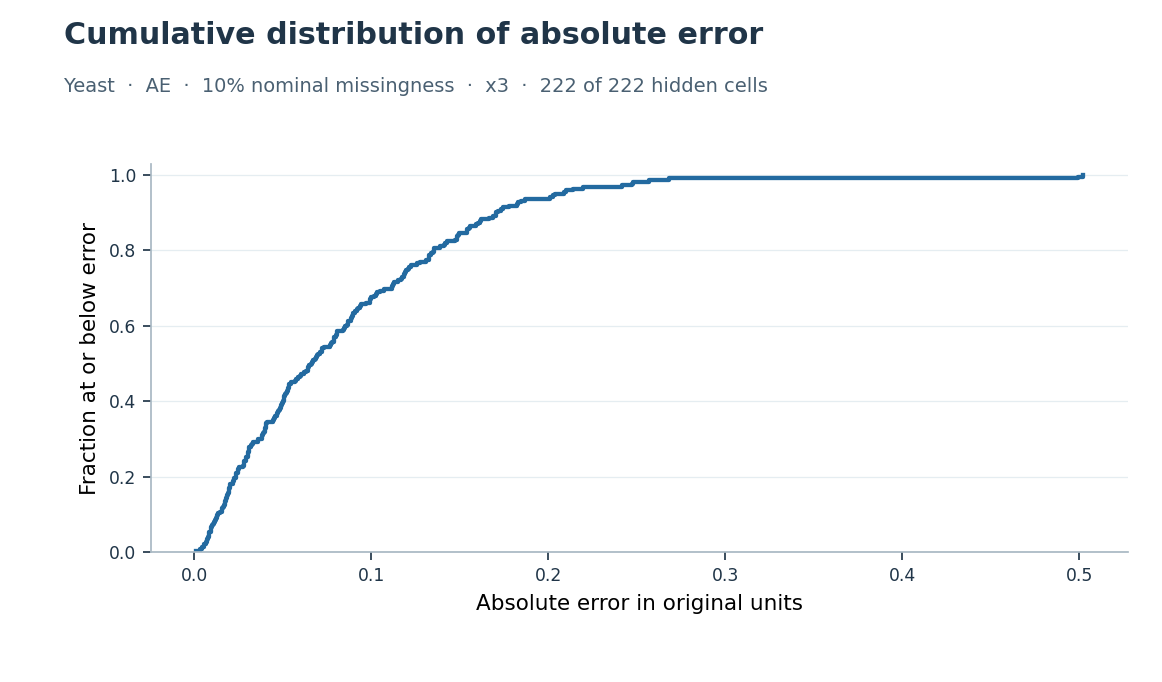 Cumulative distribution of absolute error
Yeast · AE · 10% nominal missingness · x3 · 222 of 222 hidden cells
Fraction at or below error
1.0
0.8
0.6
0.4
0.2
0.0
0.0 0.1 0.2 0.3 0.4 0.5
Absolute error in original units